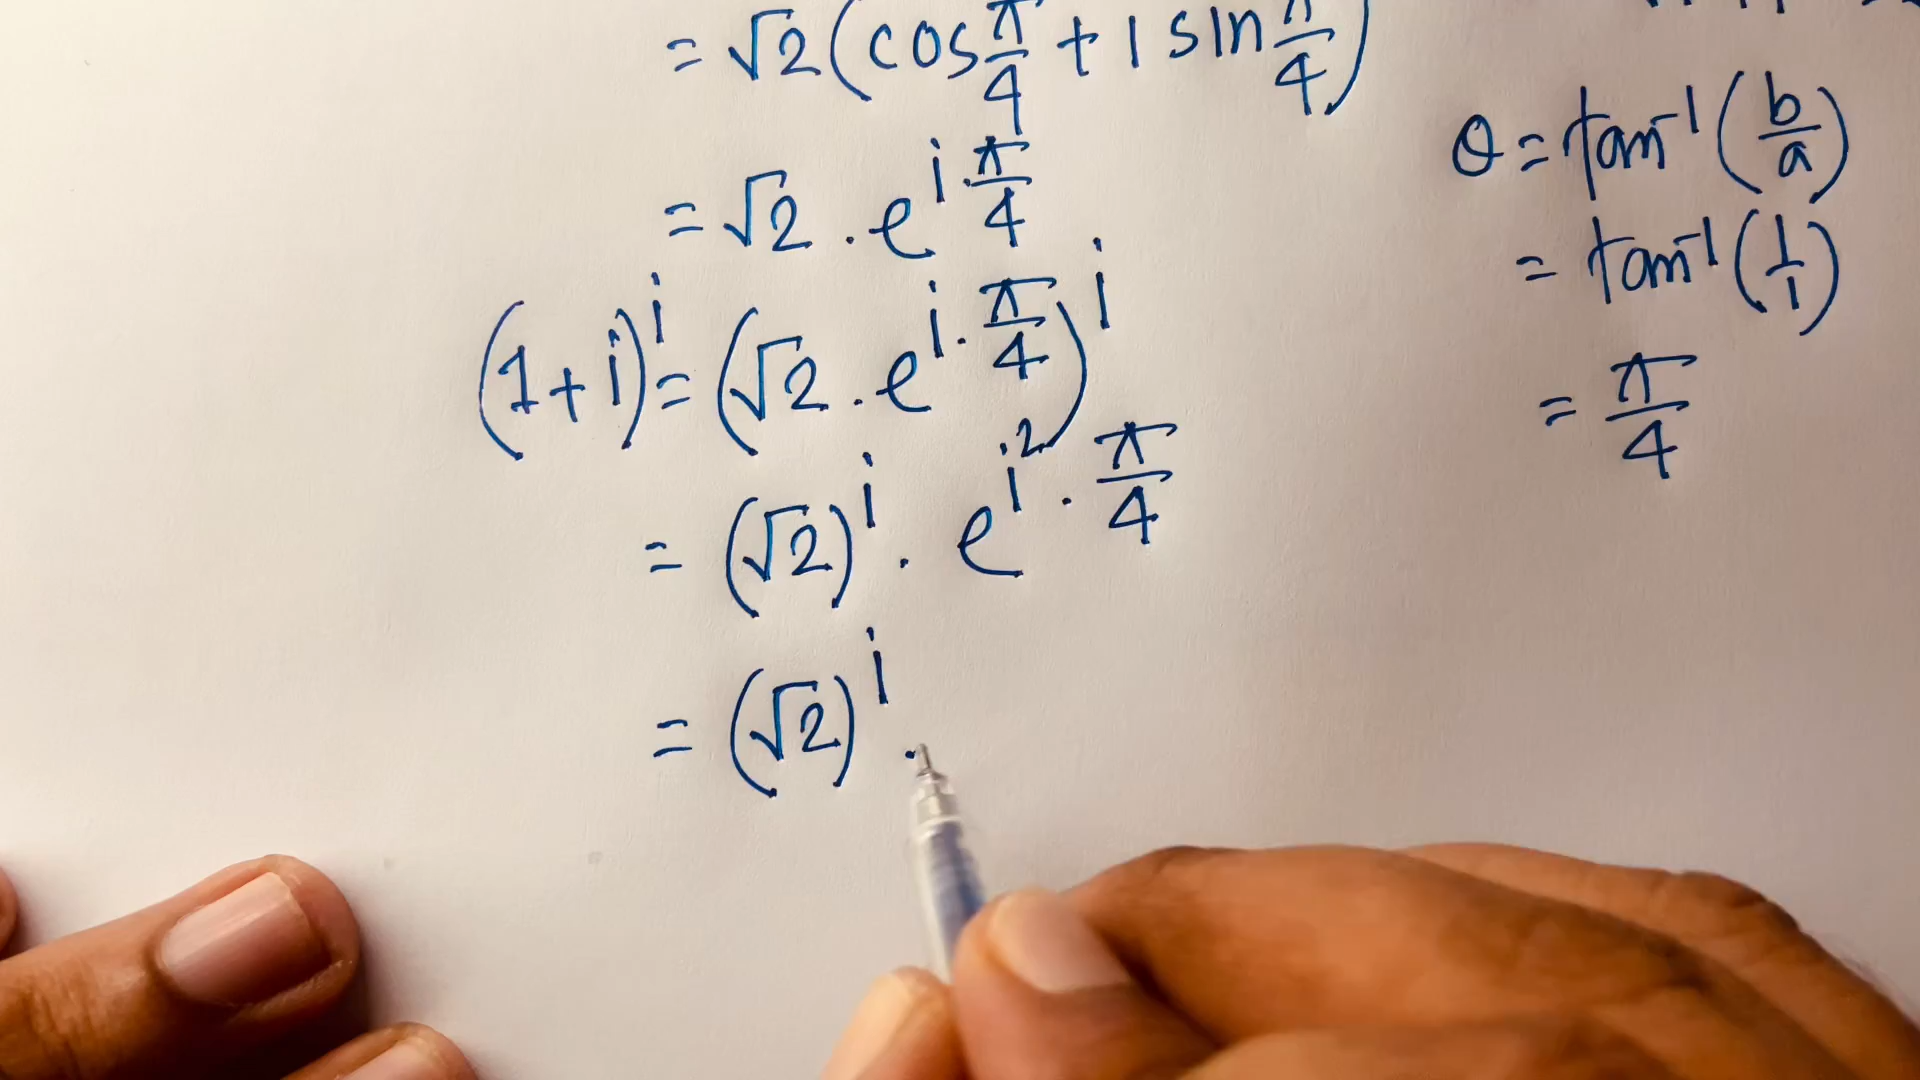 = √2 (cos π/4 + i sin π/4)
= √2 . e^(i . π/4)
(1+i)^i = (√2 . e^(i . π/4))^i
= (√2)^i . e^(i² . π/4)
= (√2)^i .
θ = tan⁻¹ (b/a)
= tan⁻¹ (1/1)
= π/4